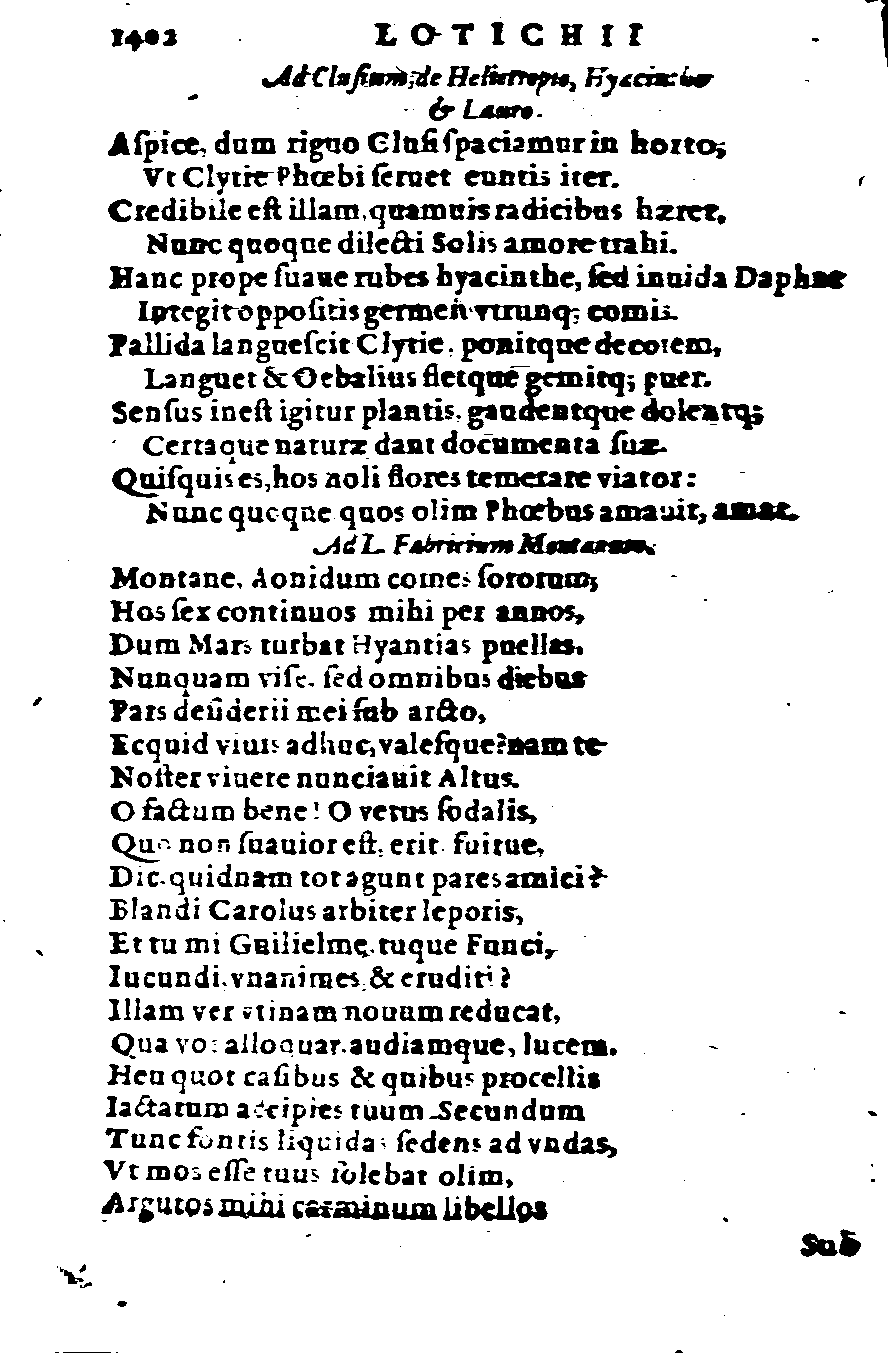 1402 LOTICHII
Ad Clusium, de Heliotropio, Hyacintho
& Lauro.
Aſpice, dum riguo Cluſi ſpaciamur in horto,
Vt Clytie Phœbi ſeruet euntis iter.
Credibile eſt illam, quamuis radicibus hæret,
Nunc quoque dilecti Solis amore trahi.
Hanc prope ſuaue rubes hyacinthe, ſed inuida Daphne
Integit oppoſitis germen vtrunq; comis.
Pallida langueſcit Clytie, ponitque decorem,
Languet & Oebalius fletque gemitq; puer.
Senſus ineſt igitur plantis, gaudentque dolentq;
Certaque naturæ dant documenta ſuæ.
Quiſquis es, hos noli flores temerare viator:
Nunc quoque quos olim Phœbus amauit, amat.
Ad L. Fabricium Montanum.
Montane, Aonidum comes ſororum,
Hos ſex continuos mihi per annos,
Dum Mars turbat Hyantias puellas.
Nunquam viſe, ſed omnibus diebus
Pars deſiderii mei ſub arcto,
Ecquid viuis adhuc, valeſque? nam te
Noſter viuere nunciauit Altus.
O factum bene! O vetus ſodalis,
Quo non ſuauior eſt, erit, fuitue,
Dic, quidnam tot agunt pares amici?
Blandi Carolus arbiter leporis,
Et tu mi Guilielme, tuque Funci,
Iucundi, vnanimes, & eruditi?
Illam ver vtinam nouum reducat,
Qua vos alloquar, audiamque, lucem.
Heu quot caſibus & quibus procellis
Iactatum accipies tuum Secundum
Tunc fontis liquidas ſedens ad vndas,
Vt mos eſſe tuus ſolebat olim,
Argutos mihi carminum libellos
Sub